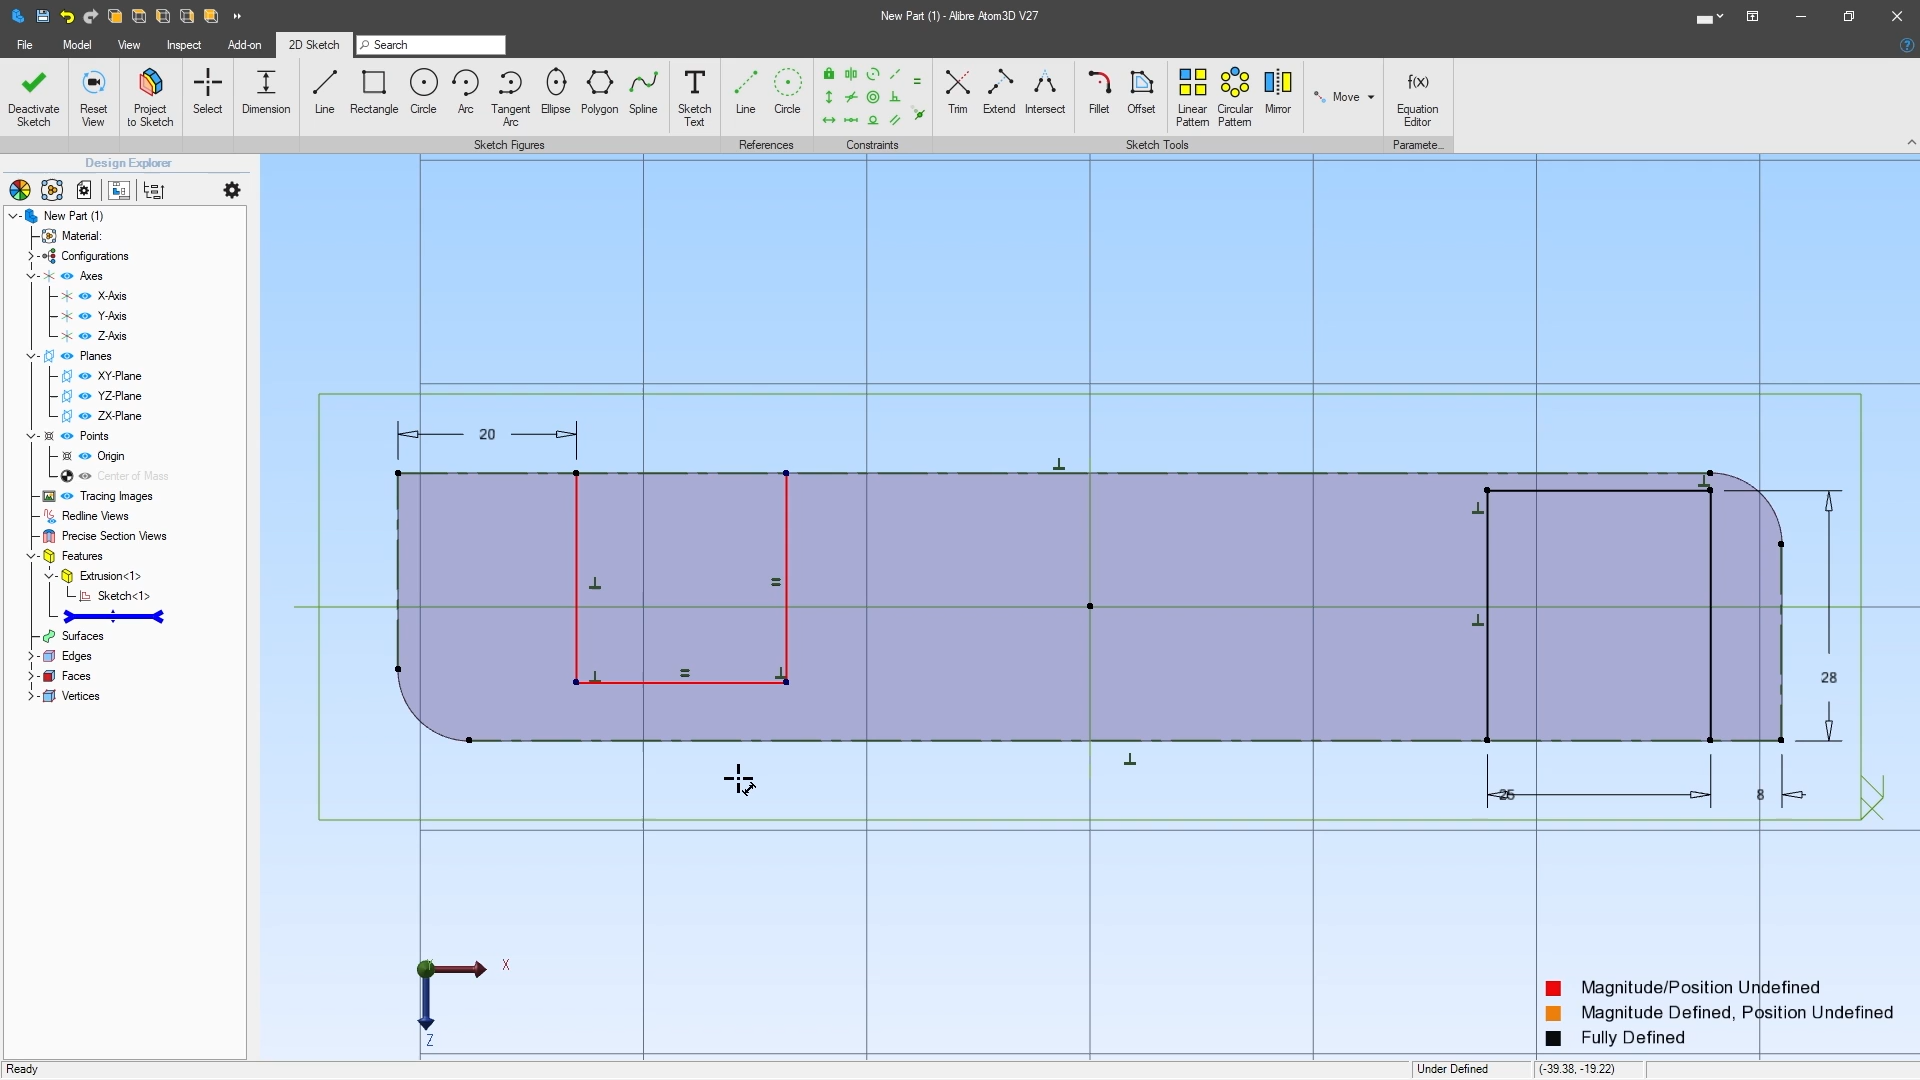 New Part (1) - Alibre Atom3D V27
File
Model
View
Inspect
Add-on
2D Sketch
Search
Deactivate Sketch
Reset View
Project to Sketch
Select
Dimension
Line
Rectangle
Circle
Arc
Tangent Arc
Ellipse
Polygon
Spline
Sketch Text
Line
Circle
Trim
Extend
Intersect
Fillet
Offset
Linear Pattern
Circular Pattern
Mirror
Move
f(x)
Equation Editor
Sketch Figures
References
Constraints
Sketch Tools
Paramete...
Design Explorer
New Part (1)
Material:
Configurations
Axes
X-Axis
Y-Axis
Z-Axis
Planes
XY-Plane
YZ-Plane
ZX-Plane
Points
Origin
Center of Mass
Tracing Images
Redline Views
Precise Section Views
Features
Extrusion<1>
Sketch<1>
Surfaces
Edges
Faces
Vertices
20
28
25
8
X
Z
Magnitude/Position Undefined
Magnitude Defined, Position Undefined
Fully Defined
Ready
Under Defined
(-39.38, -19.22)